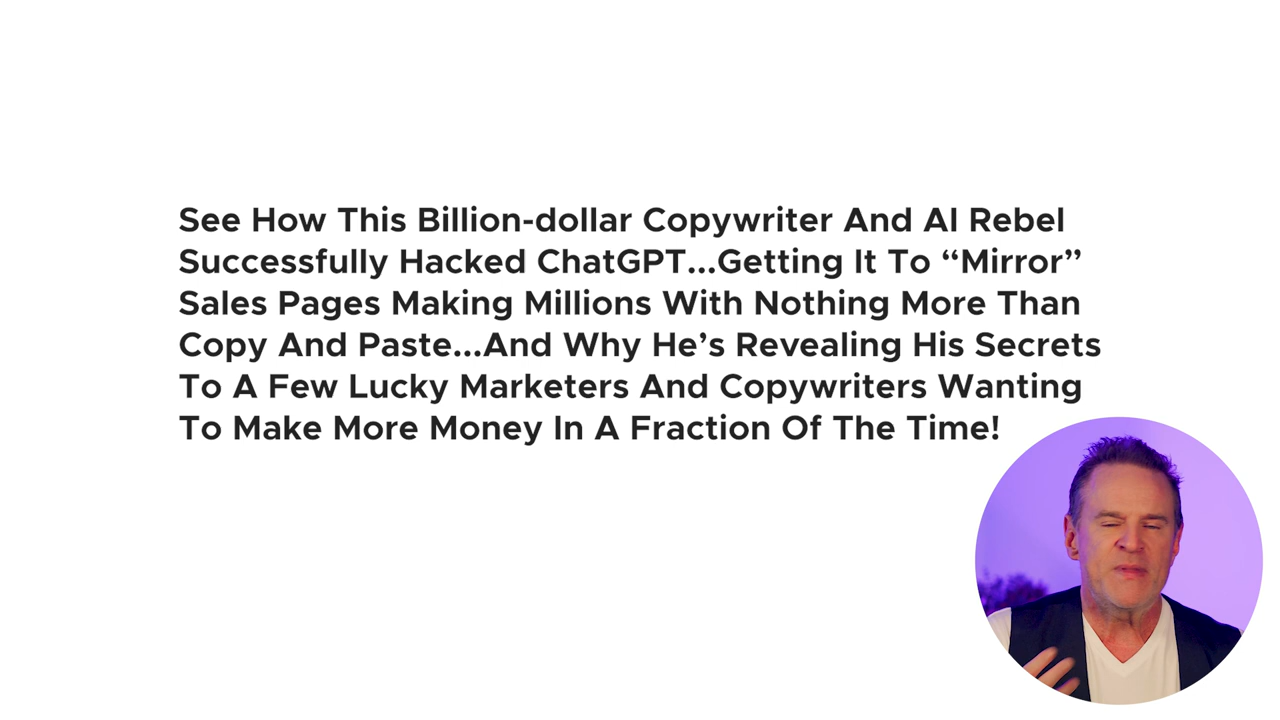 See How This Billion-dollar Copywriter And AI Rebel
Successfully Hacked ChatGPT...Getting It To “Mirror”
Sales Pages Making Millions With Nothing More Than
Copy And Paste...And Why He’s Revealing His Secrets
To A Few Lucky Marketers And Copywriters Wanting
To Make More Money In A Fraction Of The Time!